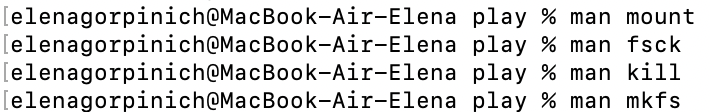 [elenagorpinich@MacBook-Air-Elena play % man mount
[elenagorpinich@MacBook-Air-Elena play % man fsck
[elenagorpinich@MacBook-Air-Elena play % man kill
[elenagorpinich@MacBook-Air-Elena play % man mkfs